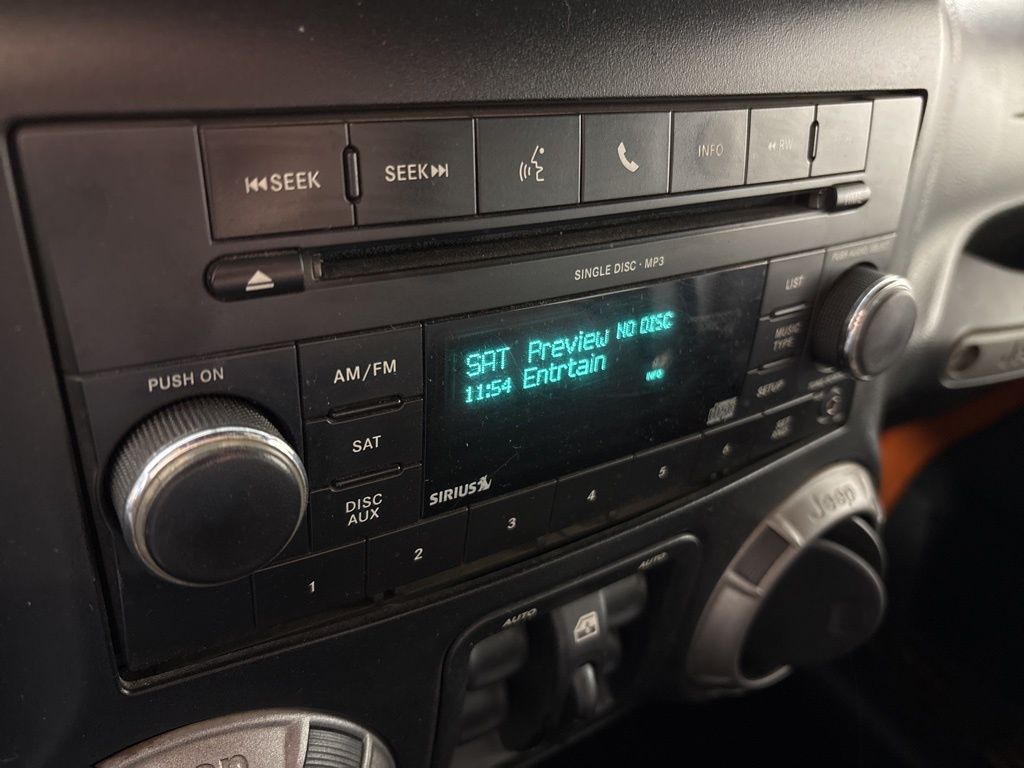 SEEK
SEEK
INFO
RW
SINGLE DISC · MP3
PUSH ON
AM/FM
SAT
DISC
AUX
SAT Preview NO DISC
11:54 Entrtain
INFO
LIST
MUSIC
TYPE
SETUP
SIRIUS
1
2
3
4
5
6
AUTO
AUTO
Jeep